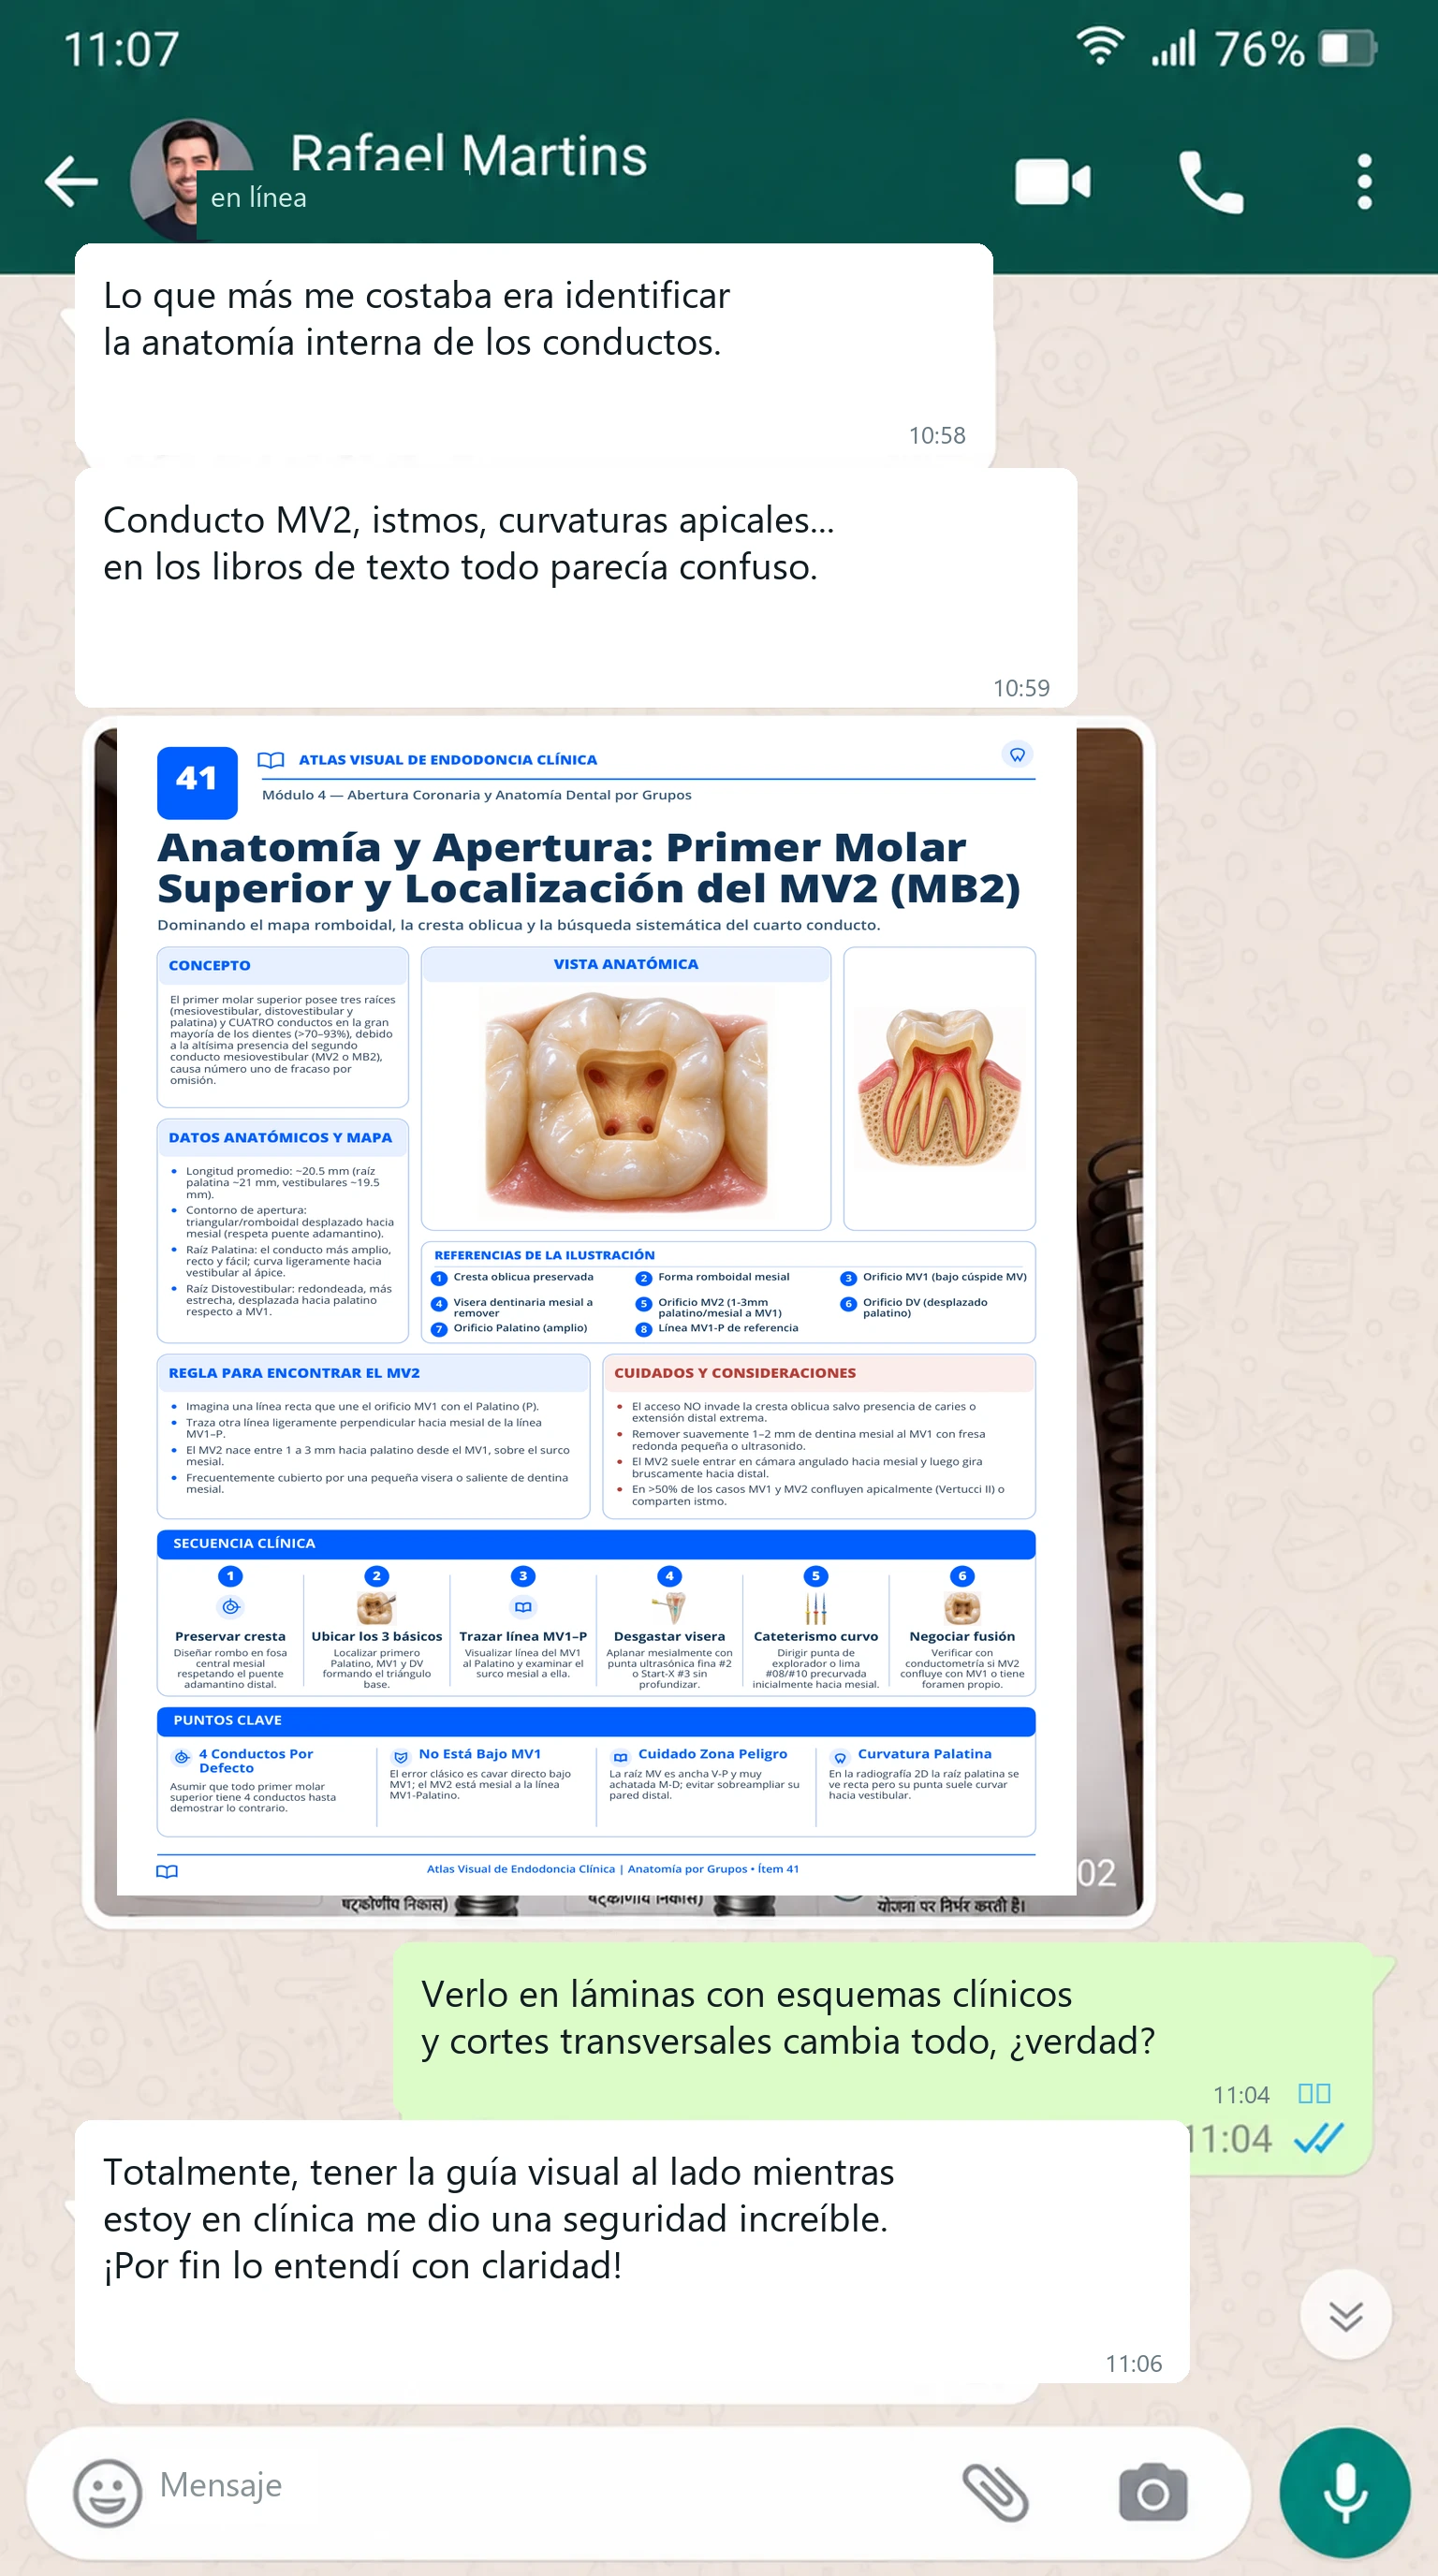 11:07
76%
Rafael Martins
en línea
Lo que más me costaba era identificar
la anatomía interna de los conductos.
10:58
Conducto MV2, istmos, curvaturas apicales...
en los libros de texto todo parecía confuso.
10:59
41
ATLAS VISUAL DE ENDODONCIA CLÍNICA
Módulo 4 — Abertura Coronaria y Anatomía Dental por Grupos
Anatomía y Apertura: Primer Molar
Superior y Localización del MV2 (MB2)
Dominando el mapa romboidal, la cresta oblicua y la búsqueda sistemática del cuarto conducto.
CONCEPTO
El primer molar superior posee tres raíces
(mesiovestibular, distovestibular y
palatina) y CUATRO conductos en la gran
mayoría de los dientes (>70–93%), debido
a la altísima presencia del segundo
conducto mesiovestibular (MV2 o MB2),
causa número uno de fracaso por
omisión.
DATOS ANATÓMICOS Y MAPA
Longitud promedio: ~20.5 mm (raíz
palatina ~21 mm, vestibulares ~19.5
mm).
Contorno de apertura:
triangular/romboidal desplazado hacia
mesial (respeta puente adamantino).
Raíz Palatina: el conducto más amplio,
recto y fácil; curva ligeramente hacia
vestibular al ápice.
Raíz Distovestibular: redondeada, más
estrecha, desplazada hacia palatino
respecto a MV1.
VISTA ANATÓMICA
REFERENCIAS DE LA ILUSTRACIÓN
1 Cresta oblicua preservada
2 Forma romboidal mesial
3 Orificio MV1 (bajo cúspide MV)
4 Visera dentinaria mesial a
remover
5 Orificio MV2 (1-3mm
palatino/mesial a MV1)
6 Orificio DV (desplazado
palatino)
7 Orificio Palatino (amplio)
8 Línea MV1-P de referencia
REGLA PARA ENCONTRAR EL MV2
Imagina una línea recta que une el orificio MV1 con el Palatino (P).
Traza otra línea ligeramente perpendicular hacia mesial de la línea
MV1–P.
El MV2 nace entre 1 a 3 mm hacia palatino desde el MV1, sobre el surco
mesial.
Frecuentemente cubierto por una pequeña visera o saliente de dentina
mesial.
CUIDADOS Y CONSIDERACIONES
El acceso NO invade la cresta oblicua salvo presencia de caries o
extensión distal extrema.
Remover suavemente 1–2 mm de dentina mesial al MV1 con fresa
redonda pequeña o ultrasonido.
El MV2 suele entrar en cámara angulado hacia mesial y luego gira
bruscamente hacia distal.
En >50% de los casos MV1 y MV2 confluyen apicalmente (Vertucci II) o
comparten istmo.
SECUENCIA CLÍNICA
1
Preservar cresta
Diseñar rombo en fosa
central mesial
respetando el puente
adamantino distal.
2
Ubicar los 3 básicos
Localizar primero
Palatino, MV1 y DV
formando el triángulo
base.
3
Trazar línea MV1–P
Visualizar línea del MV1
al Palatino y examinar el
surco mesial a ella.
4
Desgastar visera
Aplanar mesialmente con
punta ultrasónica fina #2
o Start-X #3 sin
profundizar.
5
Cateterismo curvo
Dirigir punta de
explorador o lima
#08/#10 precurvada
inicialmente hacia mesial.
6
Negociar fusión
Verificar con
conductometría si MV2
confluye con MV1 o tiene
foramen propio.
PUNTOS CLAVE
4 Conductos Por
Defecto
Asumir que todo primer molar
superior tiene 4 conductos hasta
demostrar lo contrario.
No Está Bajo MV1
El error clásico es cavar directo bajo
MV1; el MV2 está mesial a la línea
MV1-Palatino.
Cuidado Zona Peligro
La raíz MV es ancha V-P y muy
achatada M-D; evitar sobreampliar su
pared distal.
Curvatura Palatina
En la radiografía 2D la raíz palatina se
ve recta pero su punta suele curvar
hacia vestibular.
Atlas Visual de Endodoncia Clínica | Anatomía por Grupos • Ítem 41
02
षट्कोणीय निकास)
षट्कोणीय निकास)
योजना पर निर्भर करती है।
Verlo en láminas con esquemas clínicos
y cortes transversales cambia todo, ¿verdad?
11:04
11:04
Totalmente, tener la guía visual al lado mientras
estoy en clínica me dio una seguridad increíble.
¡Por fin lo entendí con claridad!
11:06
Mensaje